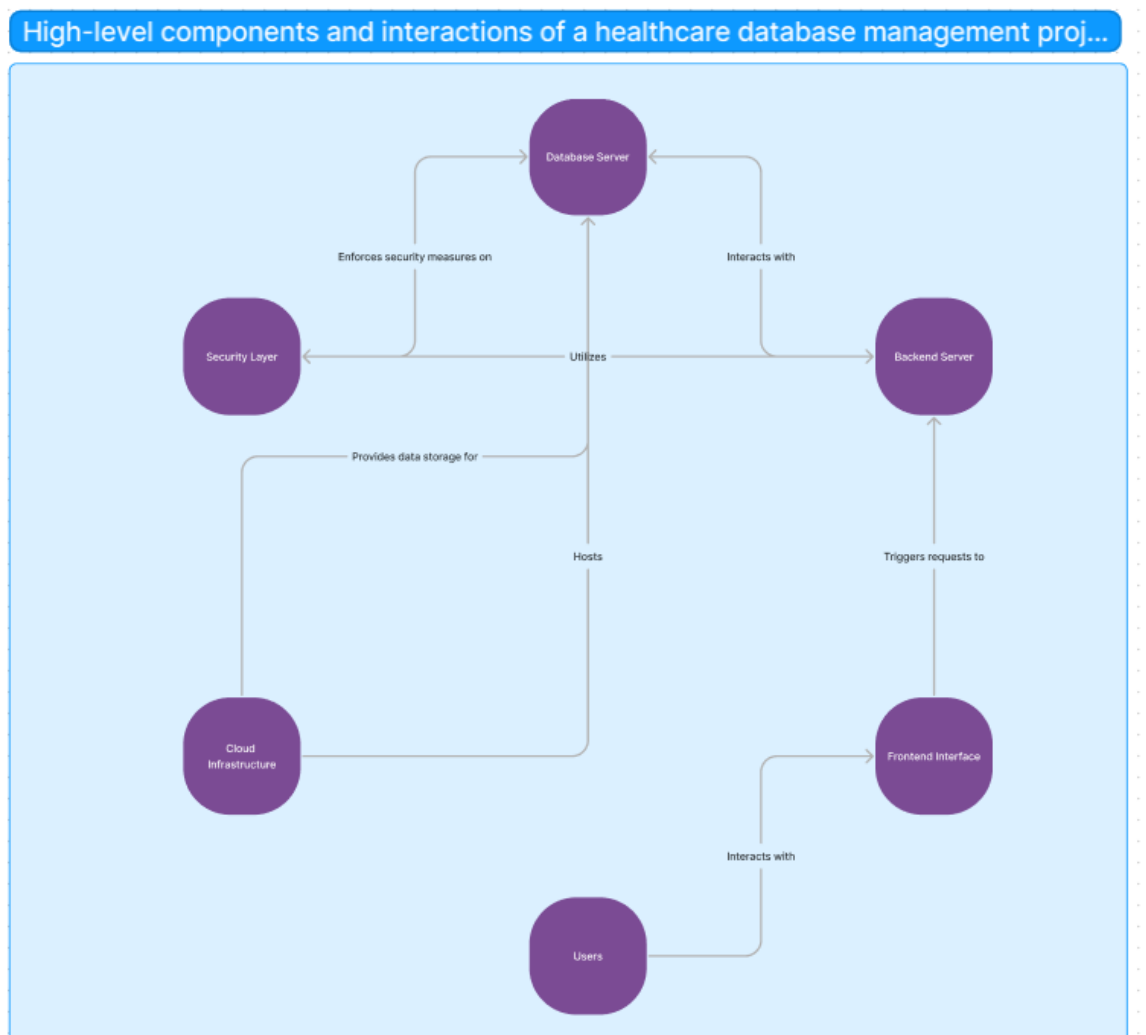 High-level components and interactions of a healthcare database management proj...
Database Server
Enforces security measures on
Interacts with
Security Layer
Utilizes
Backend Server
Provides data storage for
Hosts
Triggers requests to
Cloud
Infrastructure
Frontend Interface
Interacts with
Users